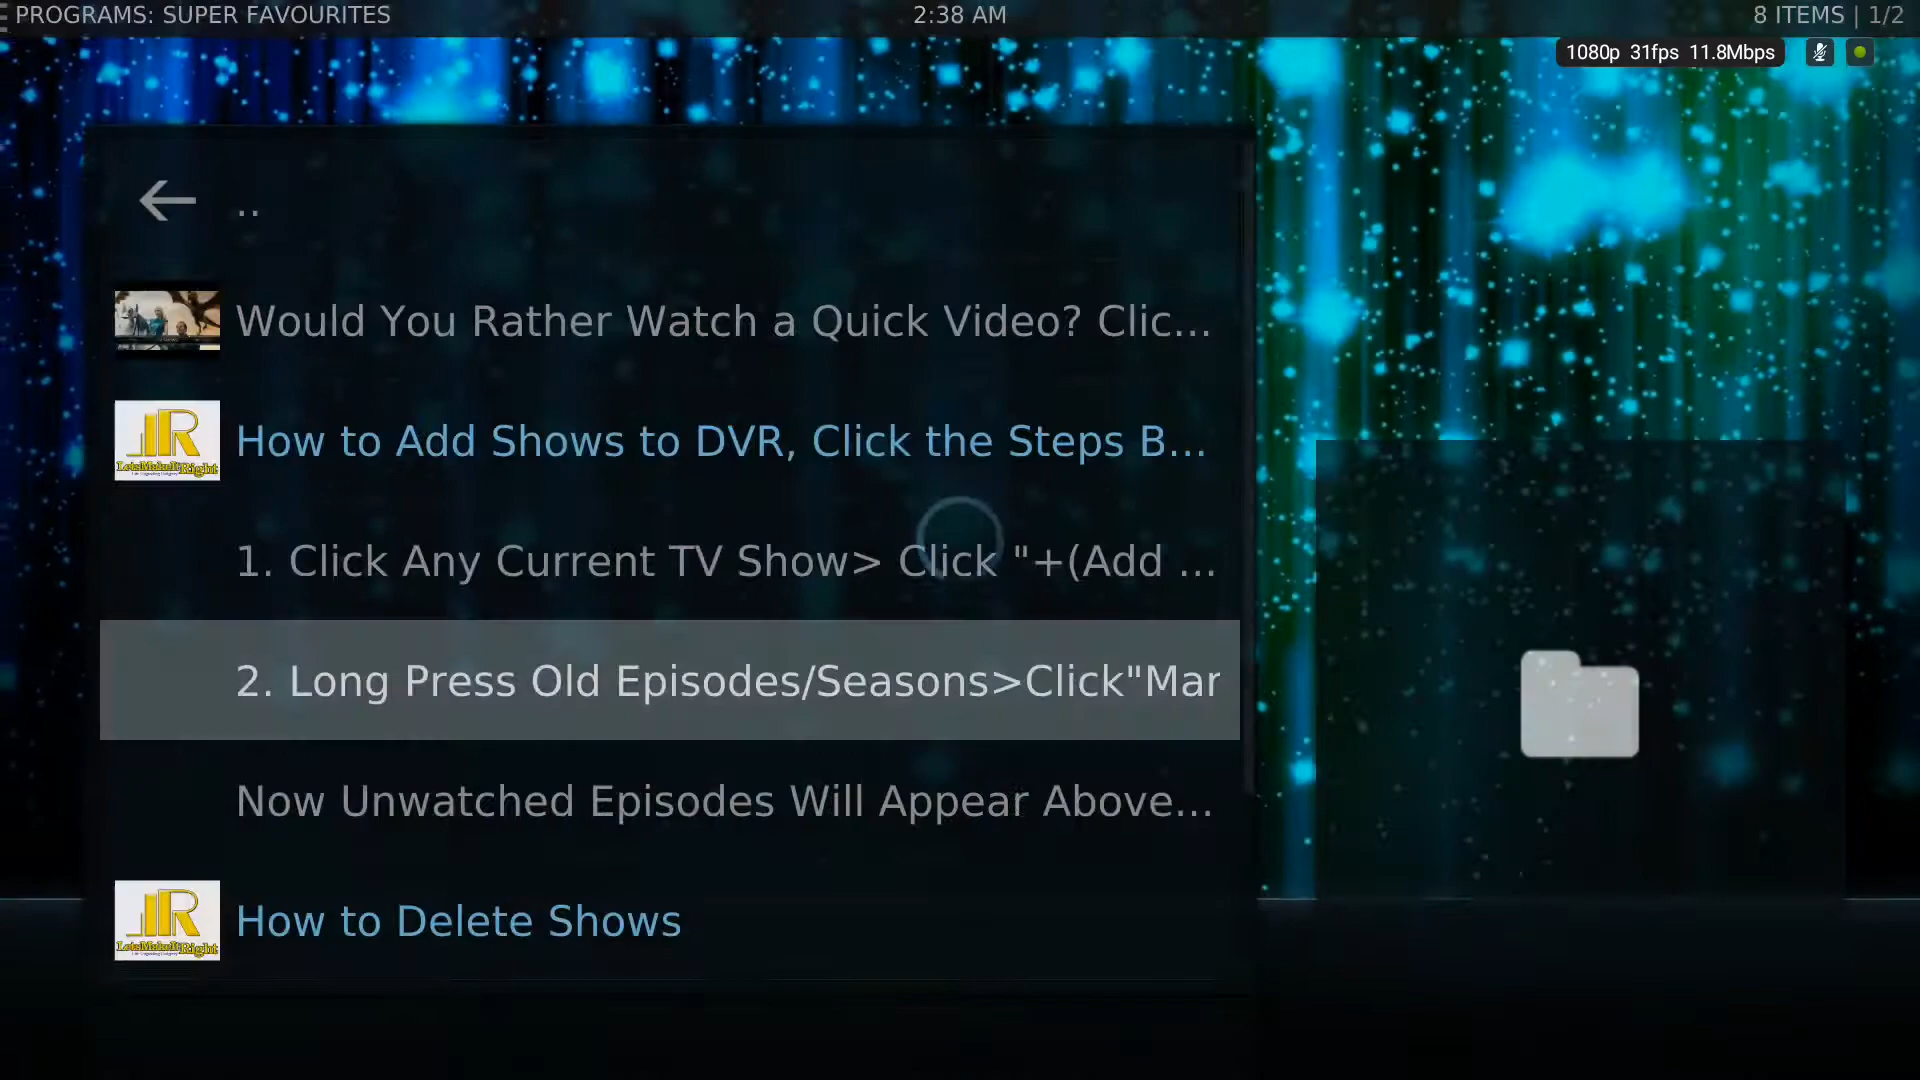 PROGRAMS: SUPER FAVOURITES
2:38 AM
8 ITEMS | 1/2
1080p 31fps 11.8Mbps
..
Would You Rather Watch a Quick Video? Clic...
How to Add Shows to DVR, Click the Steps B...
LetsMakeItRight
1. Click Any Current TV Show> Click "+(Add ...
2. Long Press Old Episodes/Seasons>Click"Mar
Now Unwatched Episodes Will Appear Above...
How to Delete Shows
LetsMakeItRight